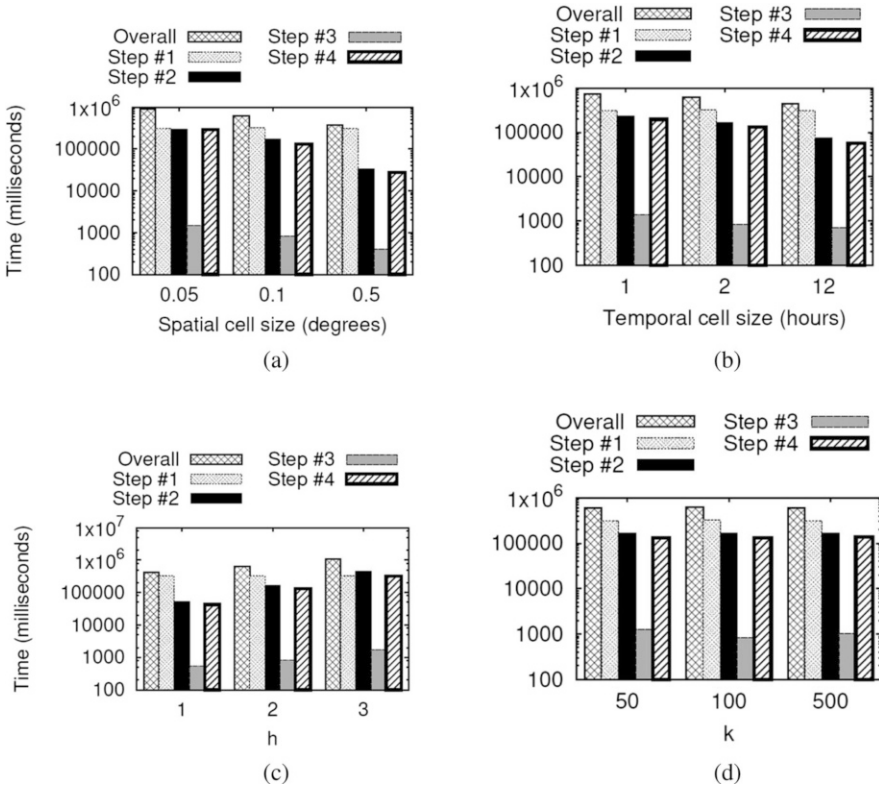 Overall
Step #1
Step #2
Step #3
Step #4
Time (milliseconds)
1x10^6
100000
1000
100
0.05 0.1 0.5
Spatial cell size (degrees)
(a)
Overall
Step #1
Step #2
Step #3
Step #4
1x10^6
100000
10000
1000
100
1 2 12
Temporal cell size (hours)
(b)
Overall
Step #1
Step #2
Step #3
Step #4
Time (milliseconds)
1x10^7
1x10^6
100000
10000
1000
100
1 2 3
h
(c)
Overall
Step #1
Step #2
Step #3
Step #4
1x10^6
100000
10000
1000
100
50 100 500
k
(d)